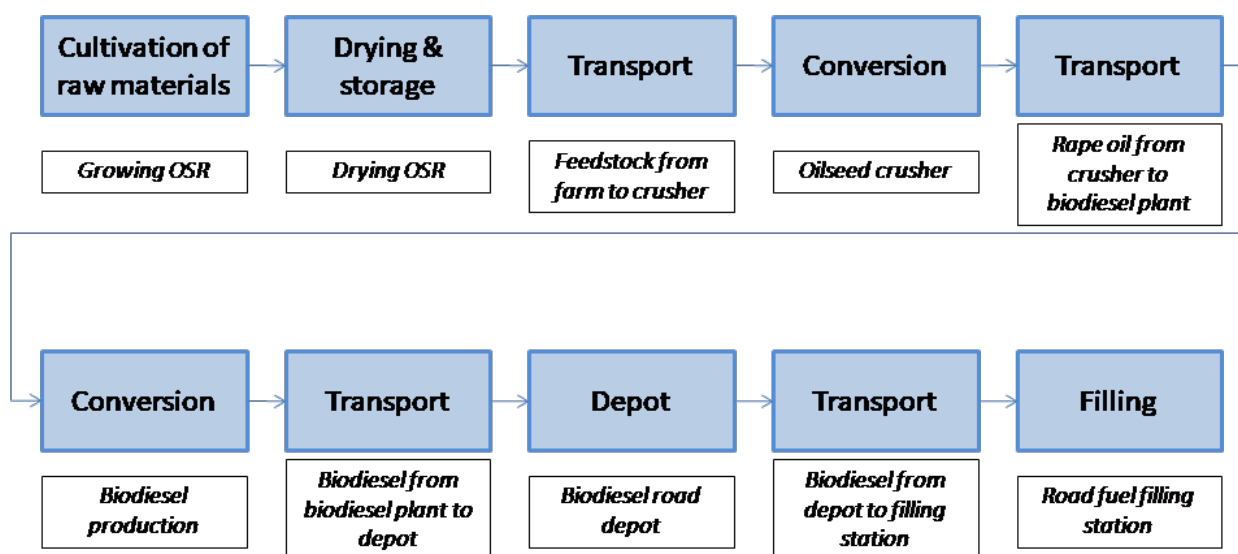 Cultivation of
raw materials
Drying &
storage
Transport
Conversion
Transport
Growing OSR
Drying OSR
Feedstock from
farm to crusher
Oilseed crusher
Rape oil from
crusher to
biodiesel plant
Conversion
Transport
Depot
Transport
Filling
Biodiesel
production
Biodiesel from
biodiesel plant to
depot
Biodiesel road
depot
Biodiesel from
depot to filling
station
Road fuel filling
station